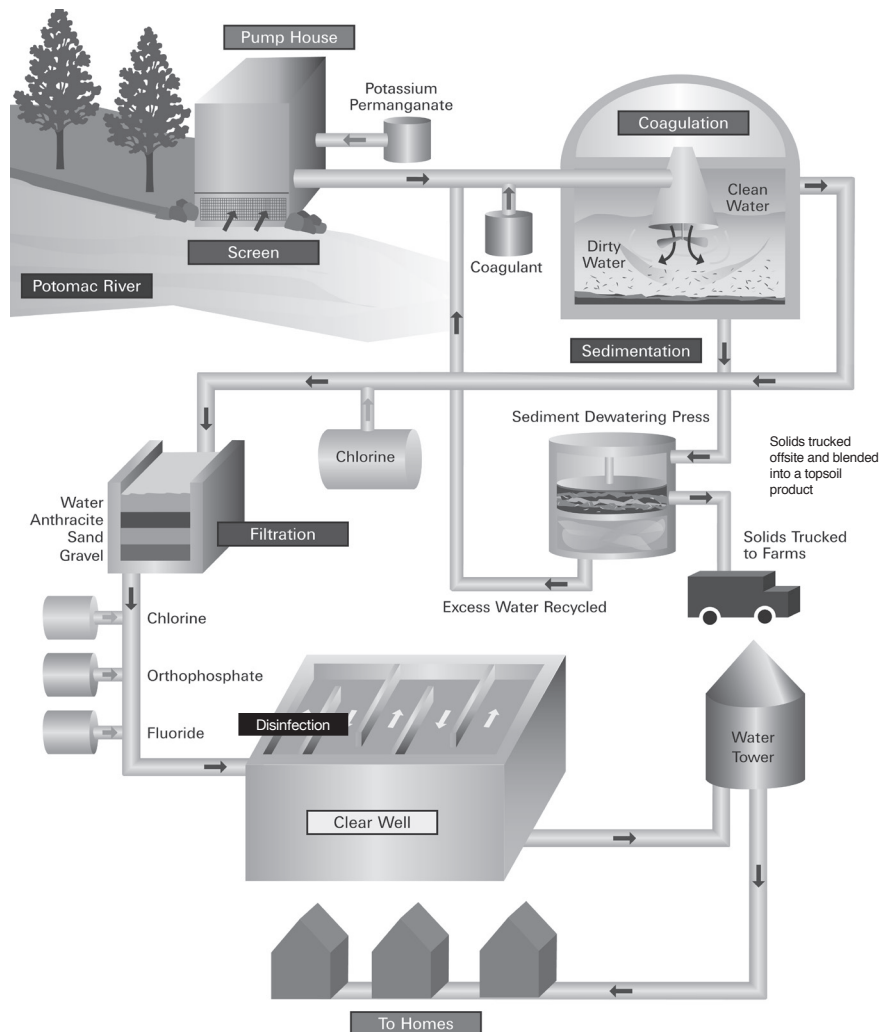 Pump House
Potassium
Permanganate
Coagulation
Clean
Water
Dirty
Water
Screen
Coagulant
Potomac River
Sedimentation
Sediment Dewatering Press
Chlorine
Solids trucked
offsite and blended
into a topsoil
product
Water
Anthracite
Sand
Gravel
Filtration
Solids Trucked
to Farms
Excess Water Recycled
Chlorine
Orthophosphate
Fluoride
Disinfection
Water
Tower
Clear Well
To Homes